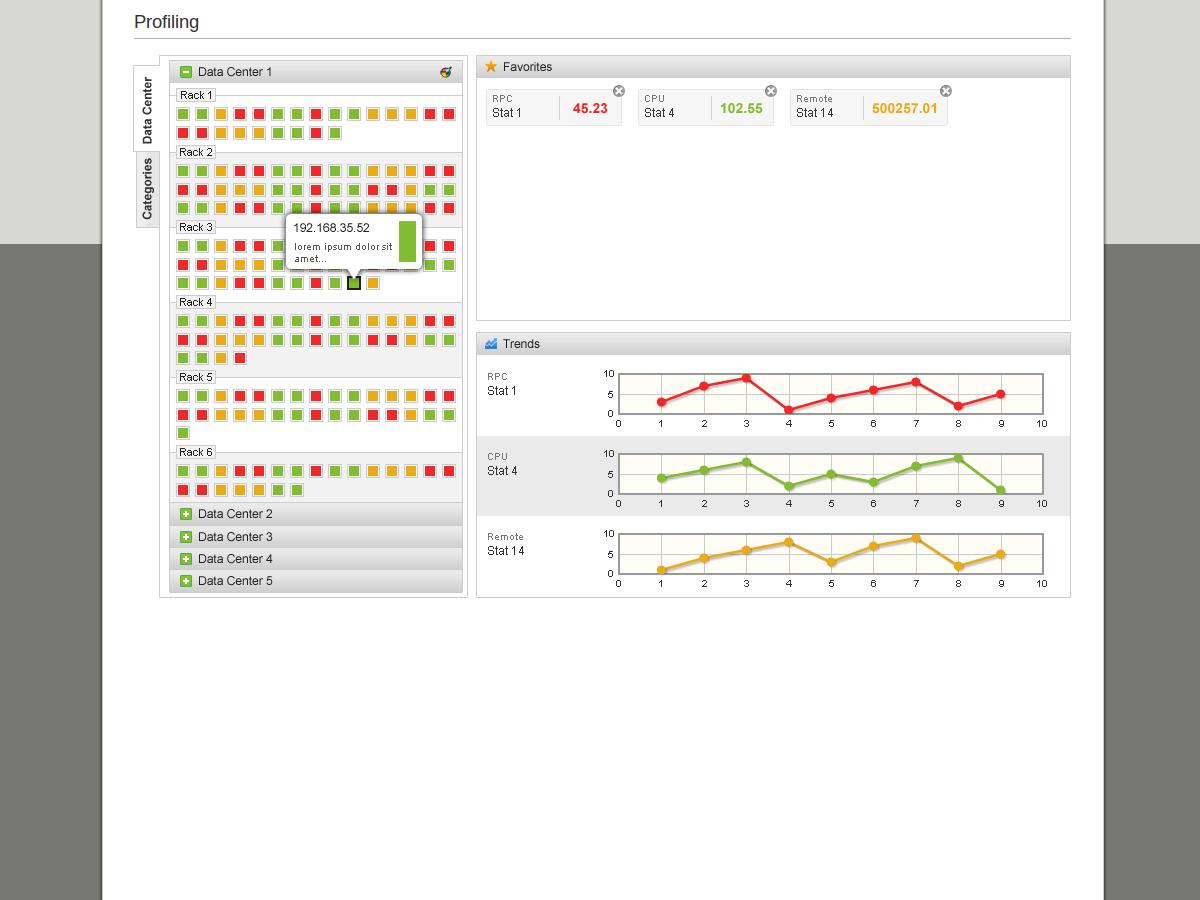 Profiling
Data Center
Categories
Data Center 1
Rack 1
Rack 2
Rack 3
192.168.35.52
lorem ipsum dolor sit
amet...
Rack 4
Rack 5
Rack 6
Data Center 2
Data Center 3
Data Center 4
Data Center 5
Favorites
RPC
Stat 1
45.23
CPU
Stat 4
102.55
Remote
Stat 14
500257.01
Trends
RPC
Stat 1
10
5
0
0 1 2 3 4 5 6 7 8 9 10
CPU
Stat 4
10
5
0
0 1 2 3 4 5 6 7 8 9 10
Remote
Stat 14
10
5
0
0 1 2 3 4 5 6 7 8 9 10